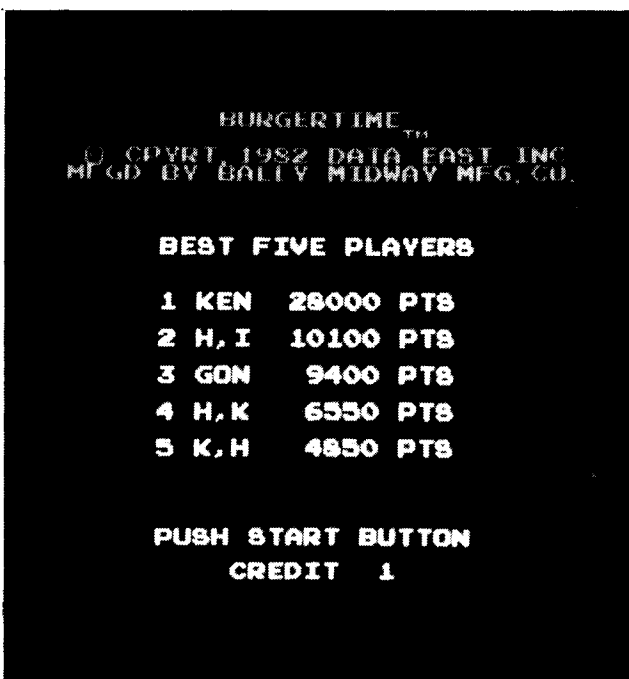 BURGERTIME TM
© CPYRT, 1982 DATA EAST INC
MFGD BY BALLY MIDWAY MFG, CO.
BEST FIVE PLAYERS
1 KEN 28000 PTS
2 H,I 10100 PTS
3 GON 9400 PTS
4 H,K 6550 PTS
5 K,H 4850 PTS
PUSH START BUTTON
CREDIT 1